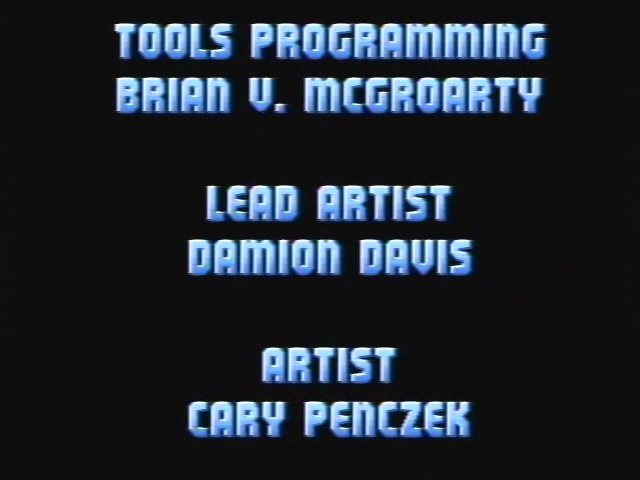 TOOLS PROGRAMMING
BRIAN V. MCGROARTY
LEAD ARTIST
DAMION DAVIS
ARTIST
CARY PENCZEK